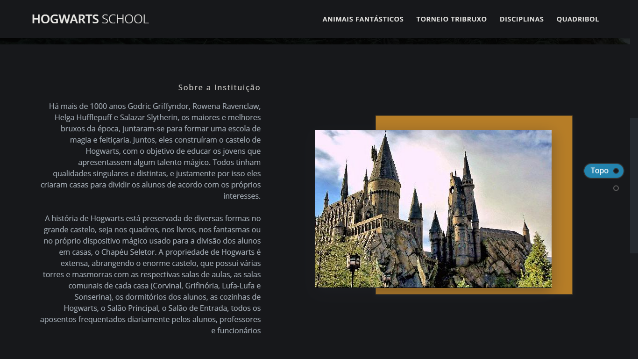 HOGWARTS SCHOOL
ANIMAIS FANTÁSTICOS TORNEIO TRIBRUXO DISCIPLINAS QUADRIBOL
Sobre a Instituição
Há mais de 1000 anos Godric Griffyndor, Rowena Ravenclaw,
Helga Hufflepuff e Salazar Slytherin, os maiores e melhores
bruxos da época, juntaram-se para formar uma escola de
magia e feitiçaria. Juntos, eles construíram o castelo de
Hogwarts, com o objetivo de educar os jovens que
apresentassem algum talento mágico. Todos tinham
qualidades singulares e distintas, e justamente por isso eles
criaram casas para dividir os alunos de acordo com os próprios
interesses.
A história de Hogwarts está preservada de diversas formas no
grande castelo, seja nos quadros, nos livros, nos fantasmas ou
no próprio dispositivo mágico usado para a divisão dos alunos
em casas, o Chapéu Seletor. A propriedade de Hogwarts é
extensa, abrangendo o enorme castelo, que possui várias
torres e masmorras com as respectivas salas de aulas, as salas
comunais de cada casa (Corvinal, Grifinória, Lufa-Lufa e
Sonserina), os dormitórios dos alunos, as cozinhas de
Hogwarts, o Salão Principal, o Salão de Entrada, todos os
aposentos frequentados diariamente pelos alunos, professores
e funcionários
Topo